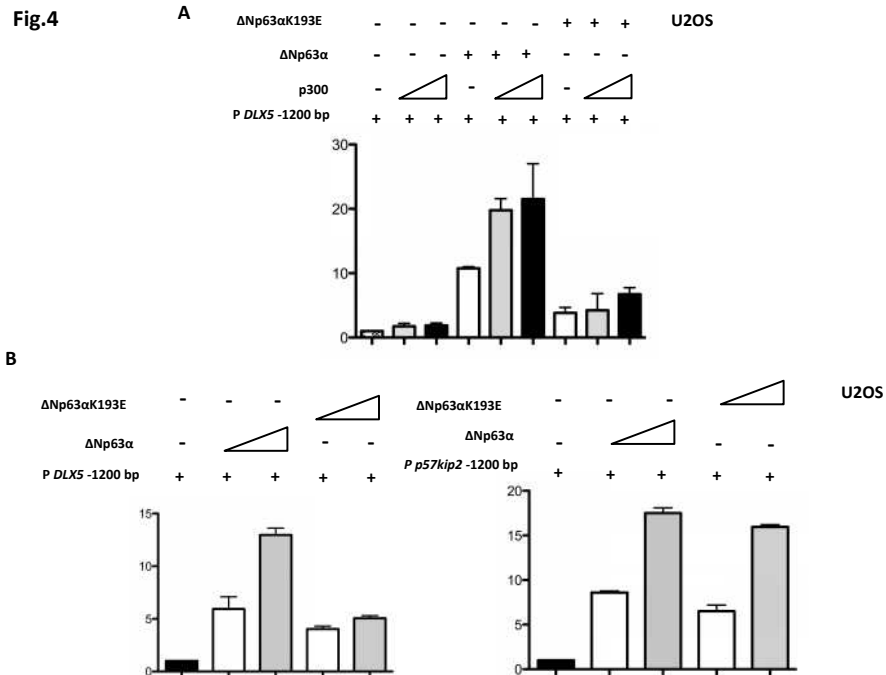 Fig.4
A
ΔNp63αK193E - - - - - - + + + U2OS
ΔNp63α - - - + + + - - -
p300 - - -
P DLX5 -1200 bp + + + + + + + + +
30
20
10
0
B
ΔNp63αK193E - - -
ΔNp63α - - -
P DLX5 -1200 bp + + + + +
15
10
5
0
ΔNp63αK193E - - - U2OS
ΔNp63α - - -
P p57kip2 -1200 bp + + + + +
20
15
10
5
0